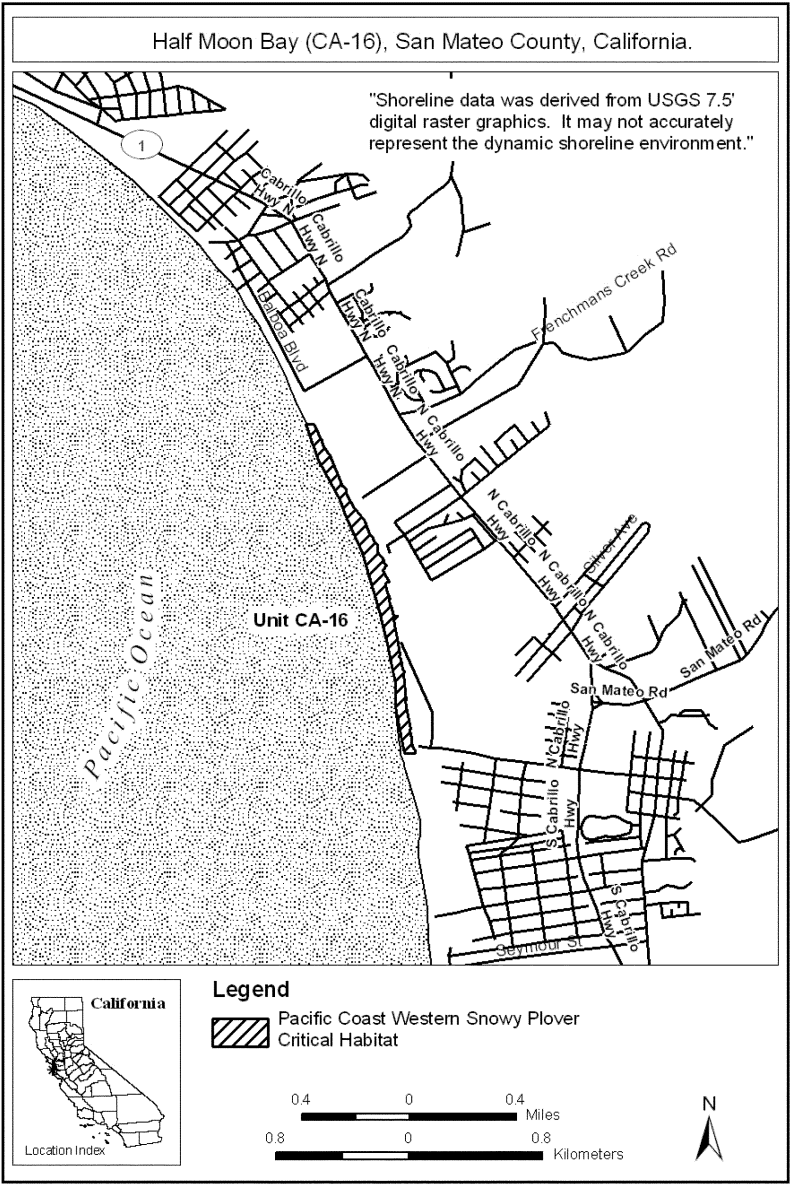 Half Moon Bay (CA-16), San Mateo County, California.
"Shoreline data was derived from USGS 7.5'
digital raster graphics. It may not accurately
represent the dynamic shoreline environment."
1
Cabrillo
Hwy N
Cabrillo
Hwy N
Balboa Blvd
Cabrillo
Hwy N
Cabrillo
Hwy N
Frenchmans Creek Rd
N Cabrillo
Hwy
N Cabrillo
Hwy
Silver Ave
N Cabrillo
Hwy
N Cabrillo
Hwy
Unit CA-16
Pacific Ocean
San Mateo Rd
San Mateo Rd
N Cabrillo
Hwy
S Cabrillo
Hwy
S Cabrillo
Hwy
Seymour St
California
Location Index
Legend
Pacific Coast Western Snowy Plover
Critical Habitat
0.4 0 0.4
Miles
0.8 0 0.8
Kilometers
N